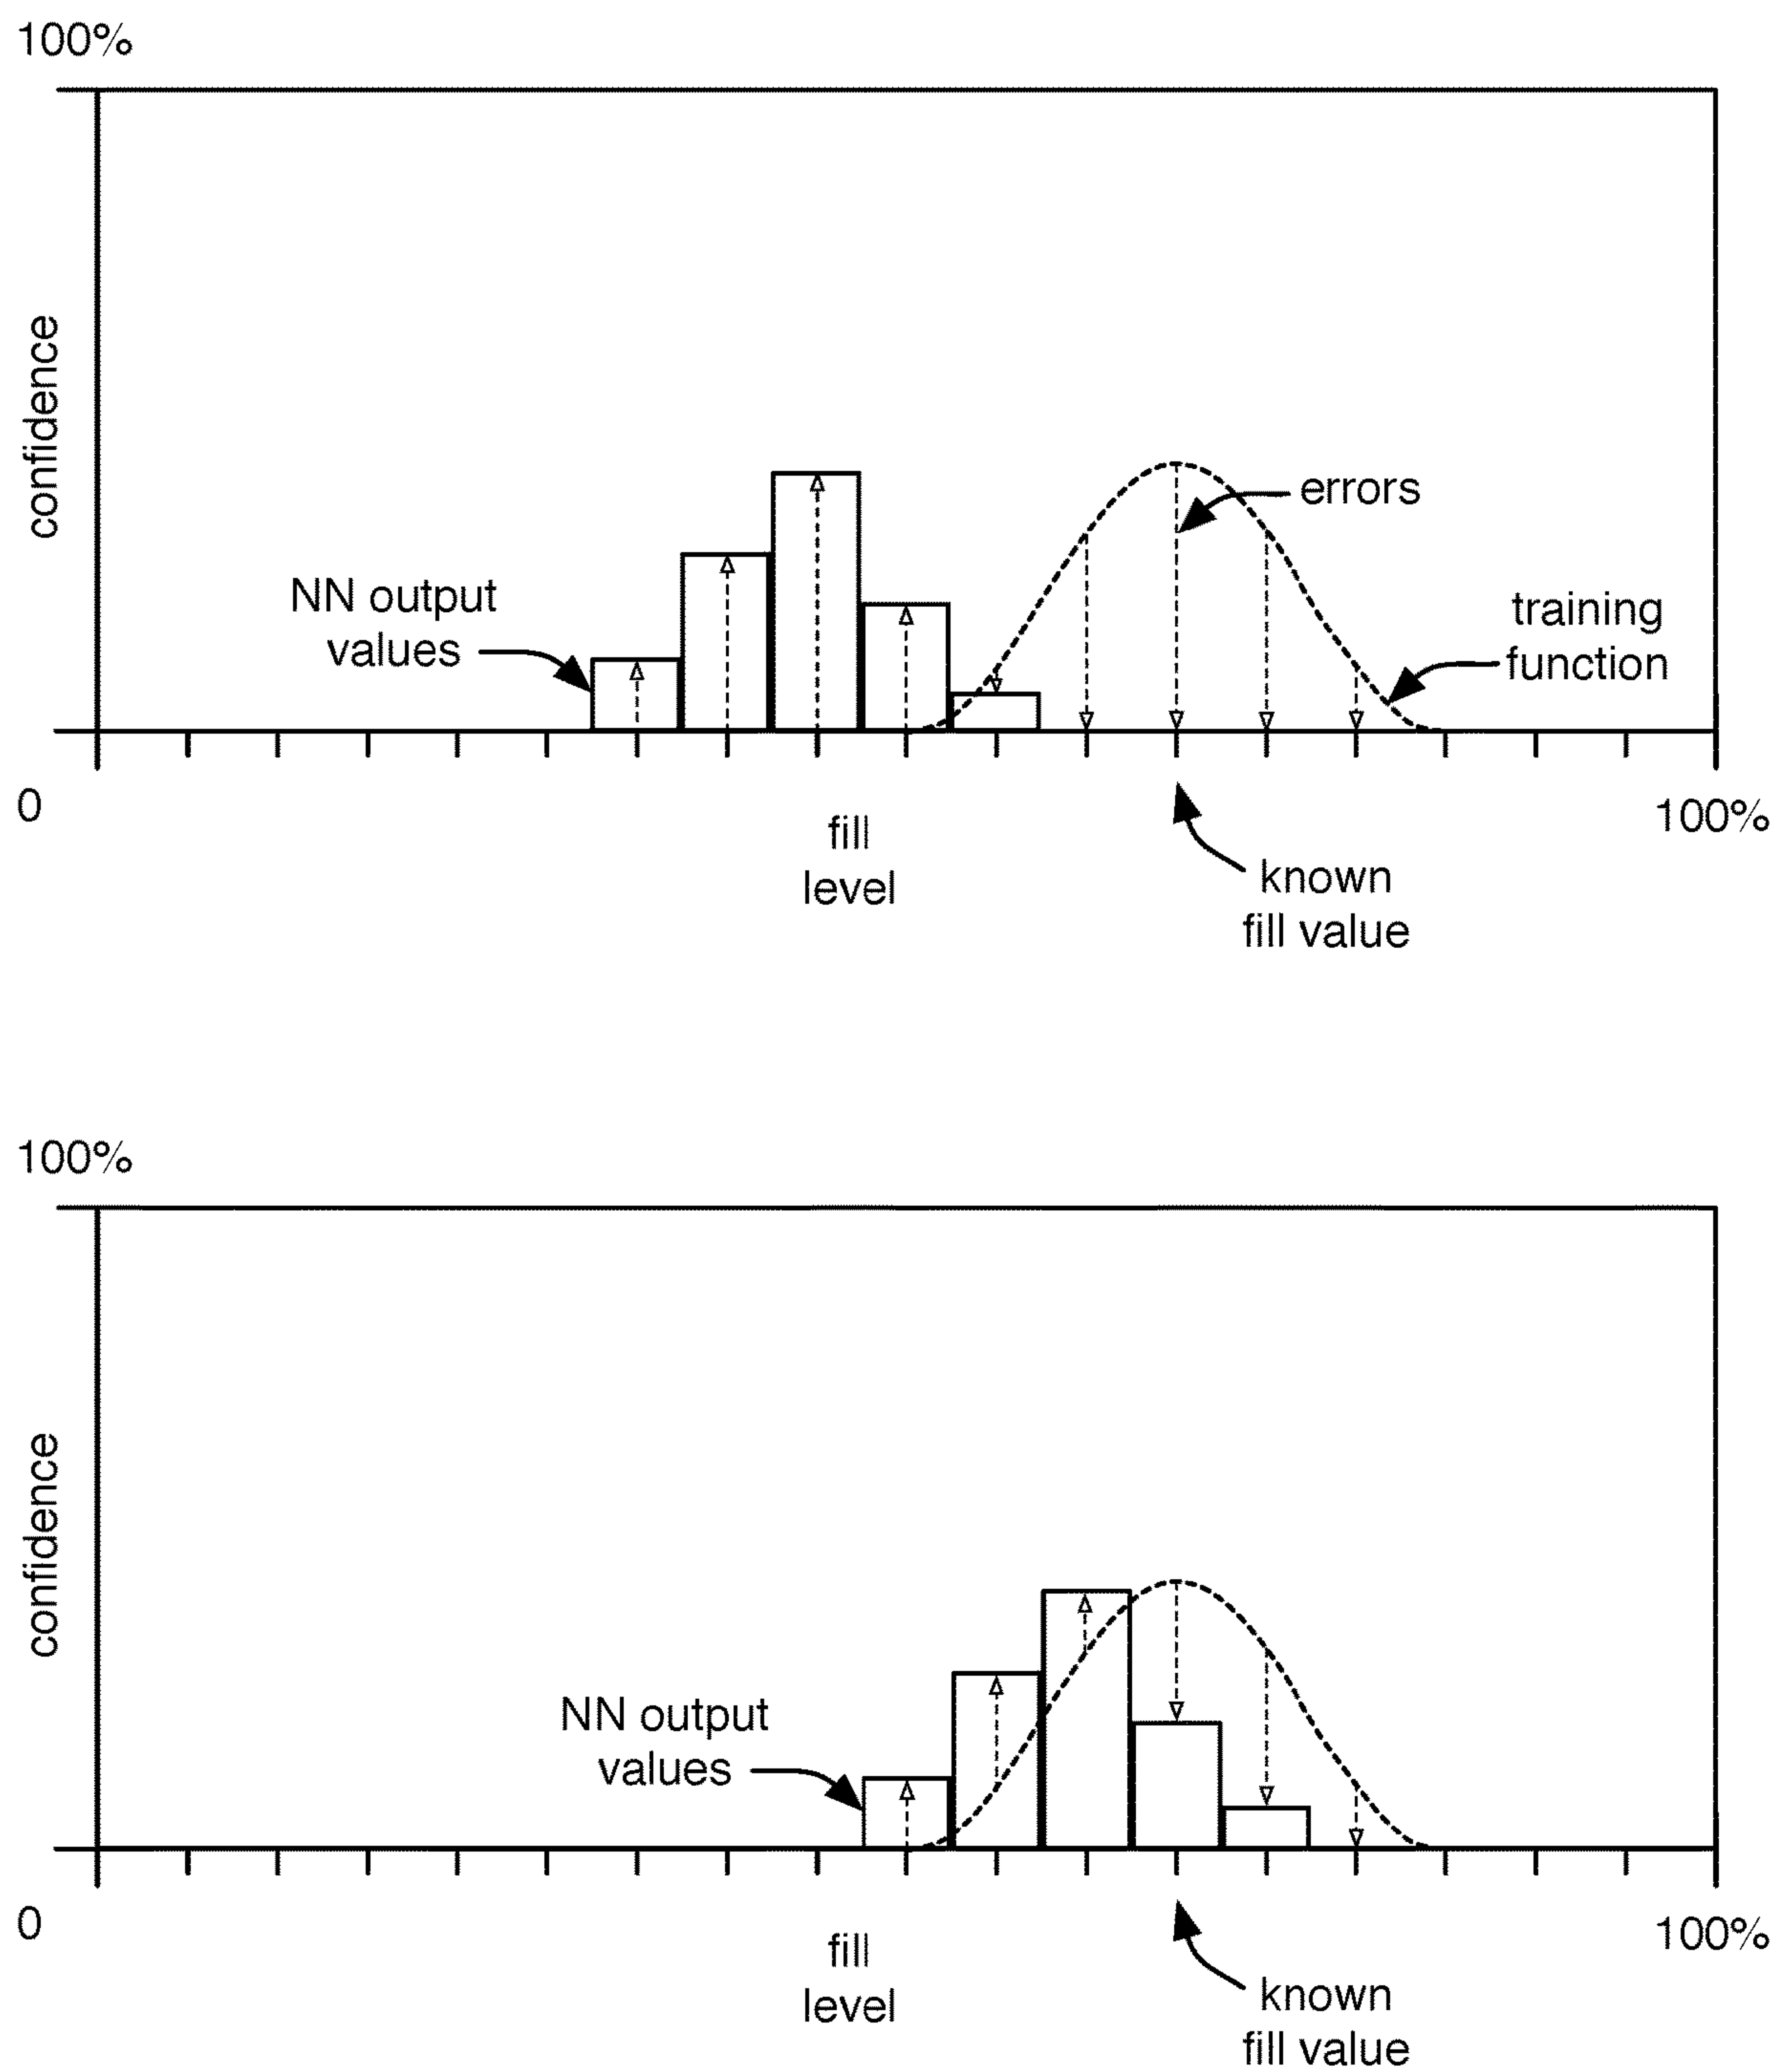 100%
confidence
errors
NN output
values
training
function
0
fill
level
100%
known
fill value
100%
confidence
NN output
values
0
fill
level
100%
known
fill value